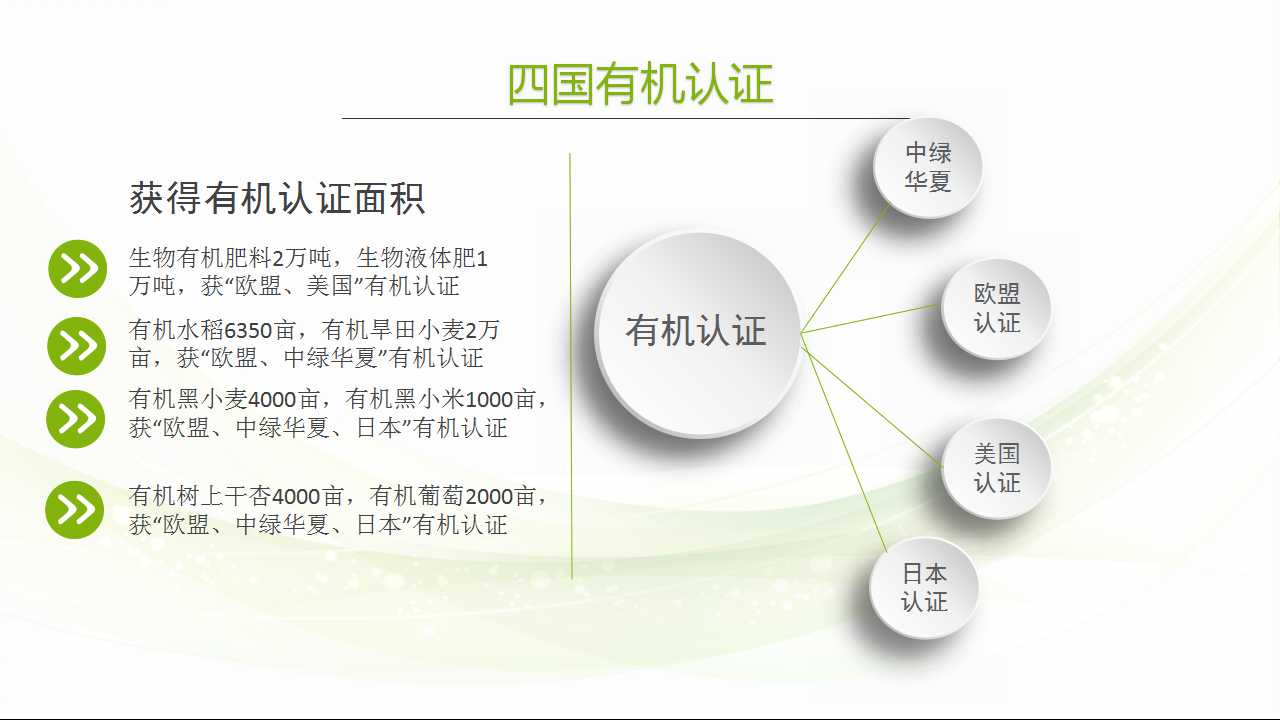 四国有机认证
获得有机认证面积
生物有机肥料2万吨，生物液体肥1
万吨，获“欧盟、美国”有机认证
有机水稻6350亩，有机旱田小麦2万
亩，获“欧盟、中绿华夏”有机认证
有机黑小麦4000亩，有机黑小米1000亩，
获“欧盟、中绿华夏、日本”有机认证
有机树上干杏4000亩，有机葡萄2000亩，
获“欧盟、中绿华夏、日本”有机认证
有机认证
中绿
华夏
欧盟
认证
美国
认证
日本
认证